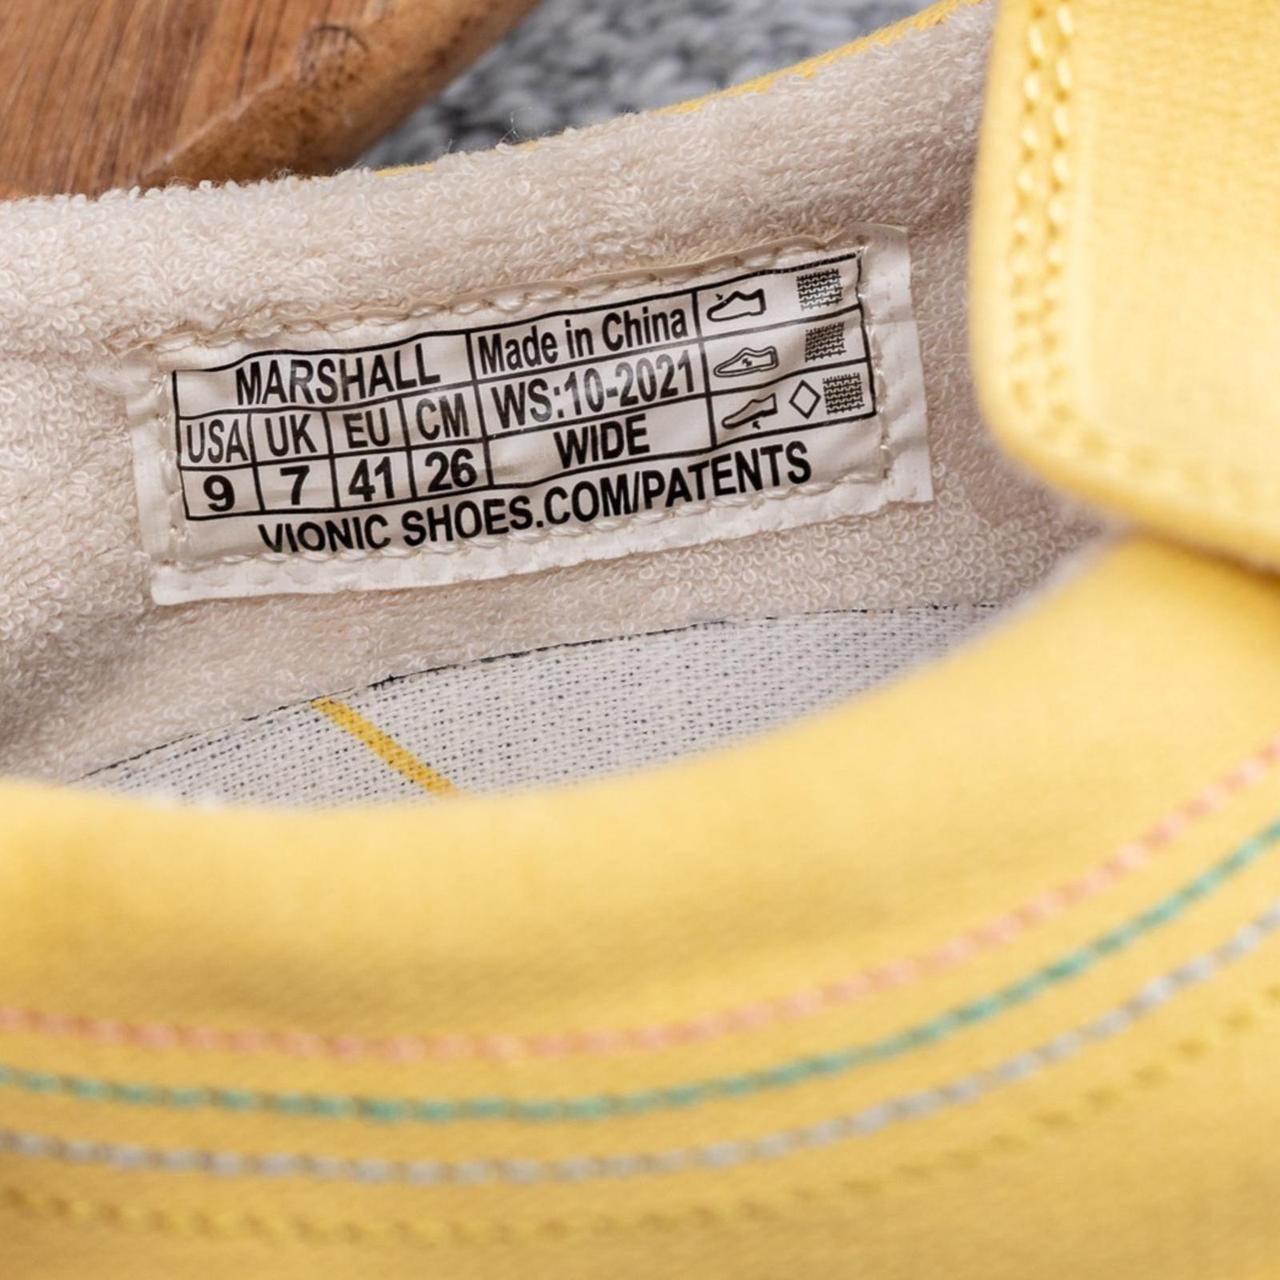 MARSHALL
Made in China
WS:10-2021
USA UK EU CM
WIDE
9 7 41 26
VIONIC SHOES.COM/PATENTS